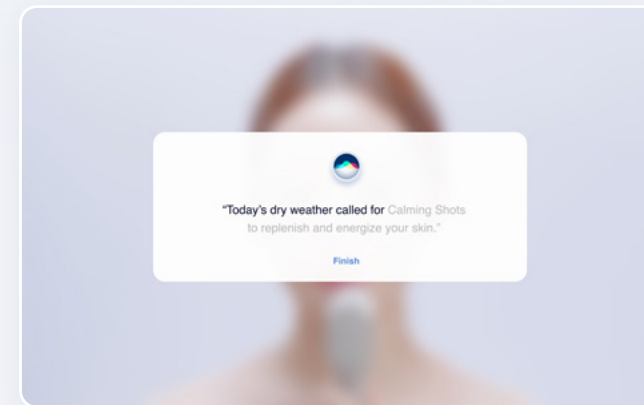 “Today’s dry weather called for Calming Shots
to replenish and energize your skin.”
Finish